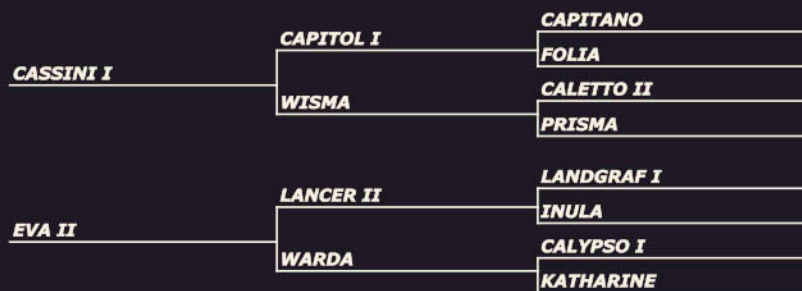 CASSINI I
CAPITOL I
CAPITANO
FOLIA
WISMA
CALETTO II
PRISMA
EVA II
LANCER II
LANDGRAF I
INULA
WARDA
CALYPSO I
KATHARINE